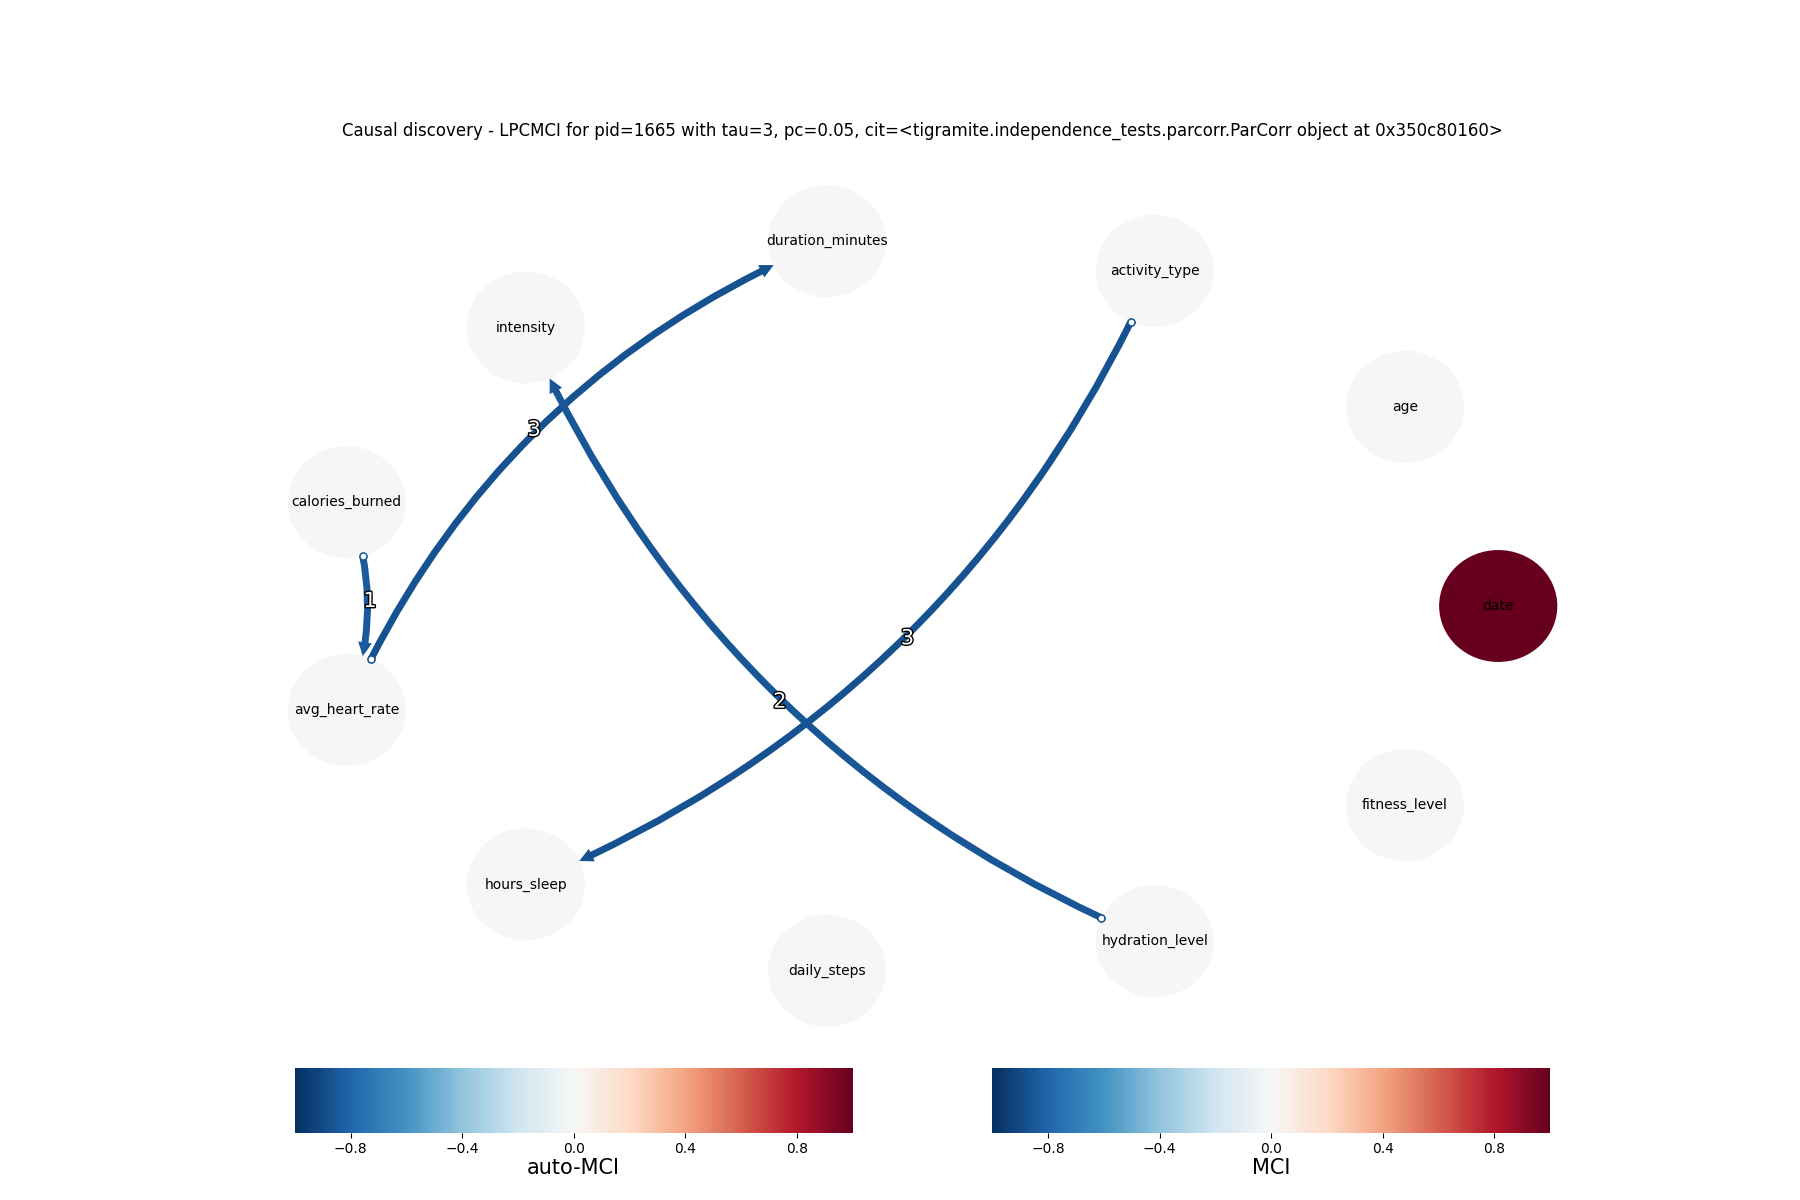 Causal discovery - LPCMCI for pid=1665 with tau=3, pc=0.05, cit=<tigramite.independence_tests.parcorr.ParCorr object at 0x350c80160>
duration_minutes
activity_type
intensity
age
3
calories_burned
1
date
3
2
avg_heart_rate
fitness_level
hours_sleep
hydration_level
daily_steps
−0.8 −0.4 0.0 0.4 0.8
auto-MCI
−0.8 −0.4 0.0 0.4 0.8
MCI